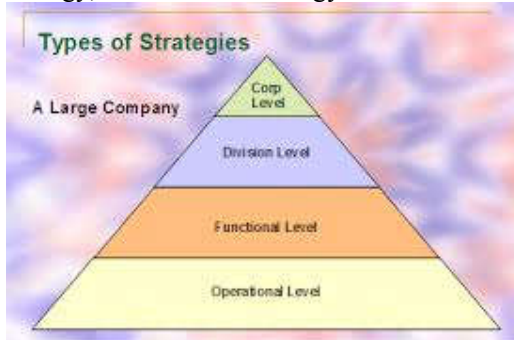 Types of Strategies
Corp
Level
A Large Company
Division Level
Functional Level
Operational Level